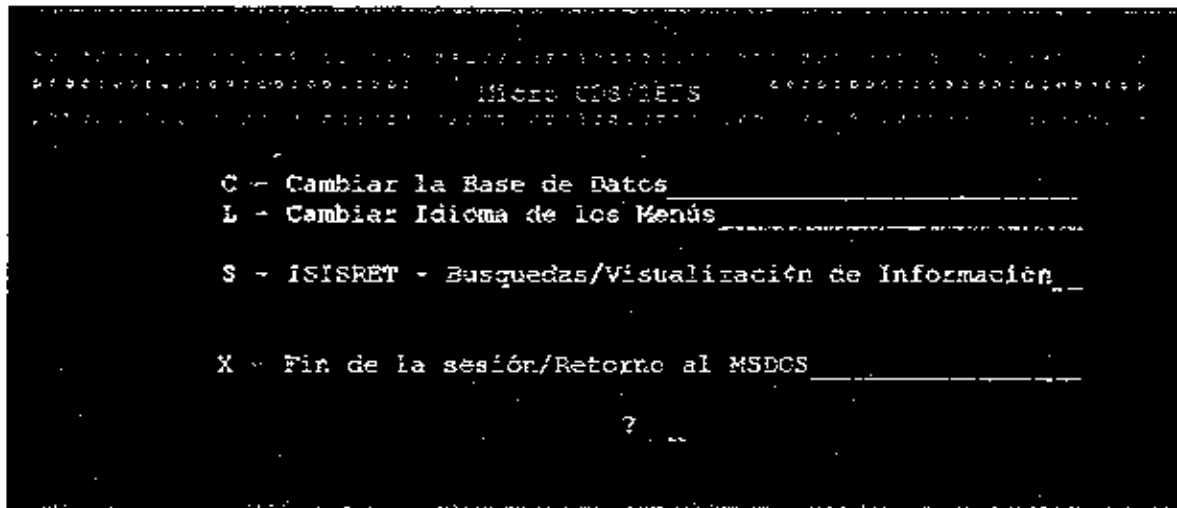 Micro CDS/ISIS
C - Cambiar la Base de Datos
L - Cambiar Idioma de los Menús
S - ISISRET - Busquedas/Visualización de Información
X - Fin de la sesión/Retorno al MSDOS
?